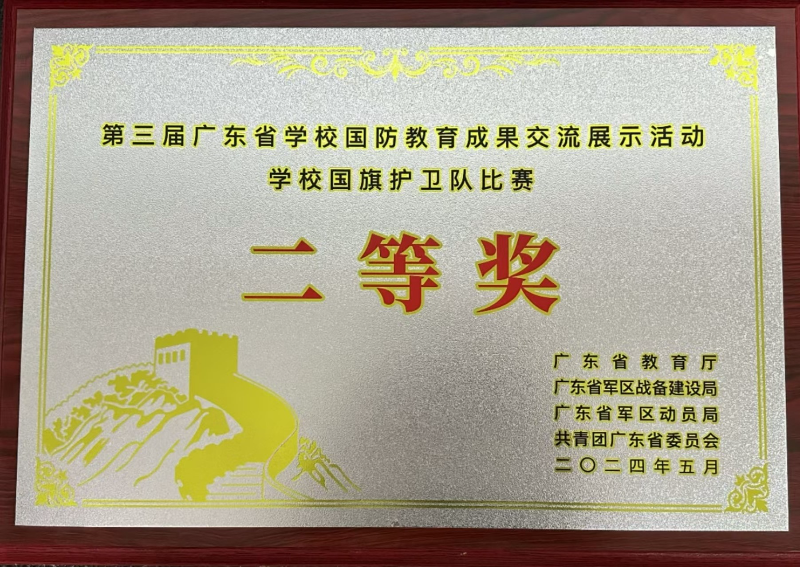 第三届广东省学校国防教育成果交流展示活动
学校国旗护卫队比赛
二等奖
广东省教育厅
广东省军区战备建设局
广东省军区动员局
共青团广东省委员会
二〇二四年五月